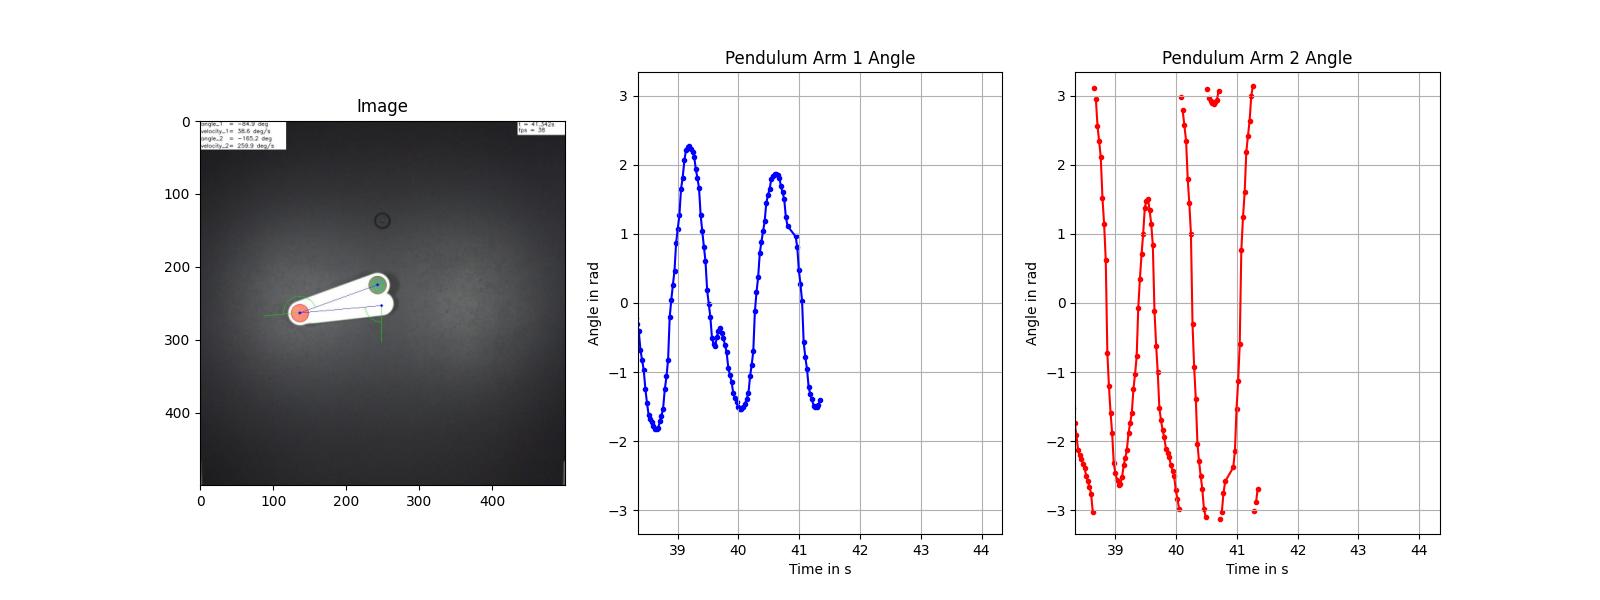 Image
Pendulum Arm 1 Angle
Pendulum Arm 2 Angle
angle_1 = -84.9 deg
velocity_1= 38.6 deg/s
angle_2 = -165.2 deg
velocity_2= 259.9 deg/s
t = 41.342s
fps = 38
0
100
200
300
400
0
100
200
300
400
Angle in rad
3
2
1
0
−1
−2
−3
39
40
41
42
43
44
Time in s
Angle in rad
3
2
1
0
−1
−2
−3
39
40
41
42
43
44
Time in s